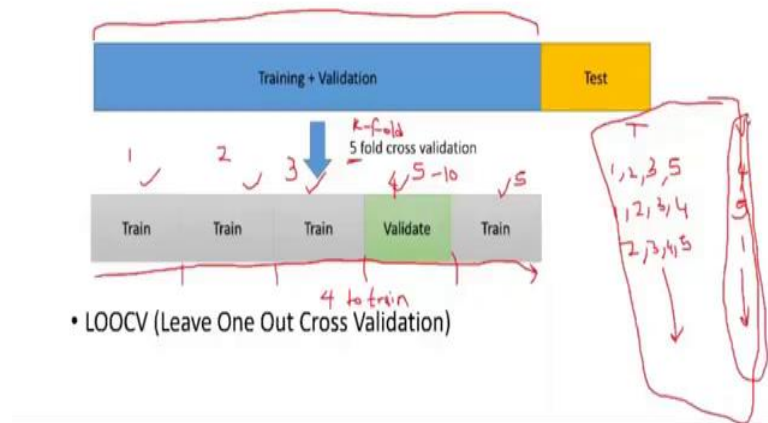 Training + Validation
Test
K-fold
5 fold cross validation
1
2
3
4
5-10
5
Train
Train
Train
Validate
Train
4 to train
• LOOCV (Leave One Out Cross Validation)
T
1,2,3,5 4
1,2,3,4 5
2,3,4,5 1